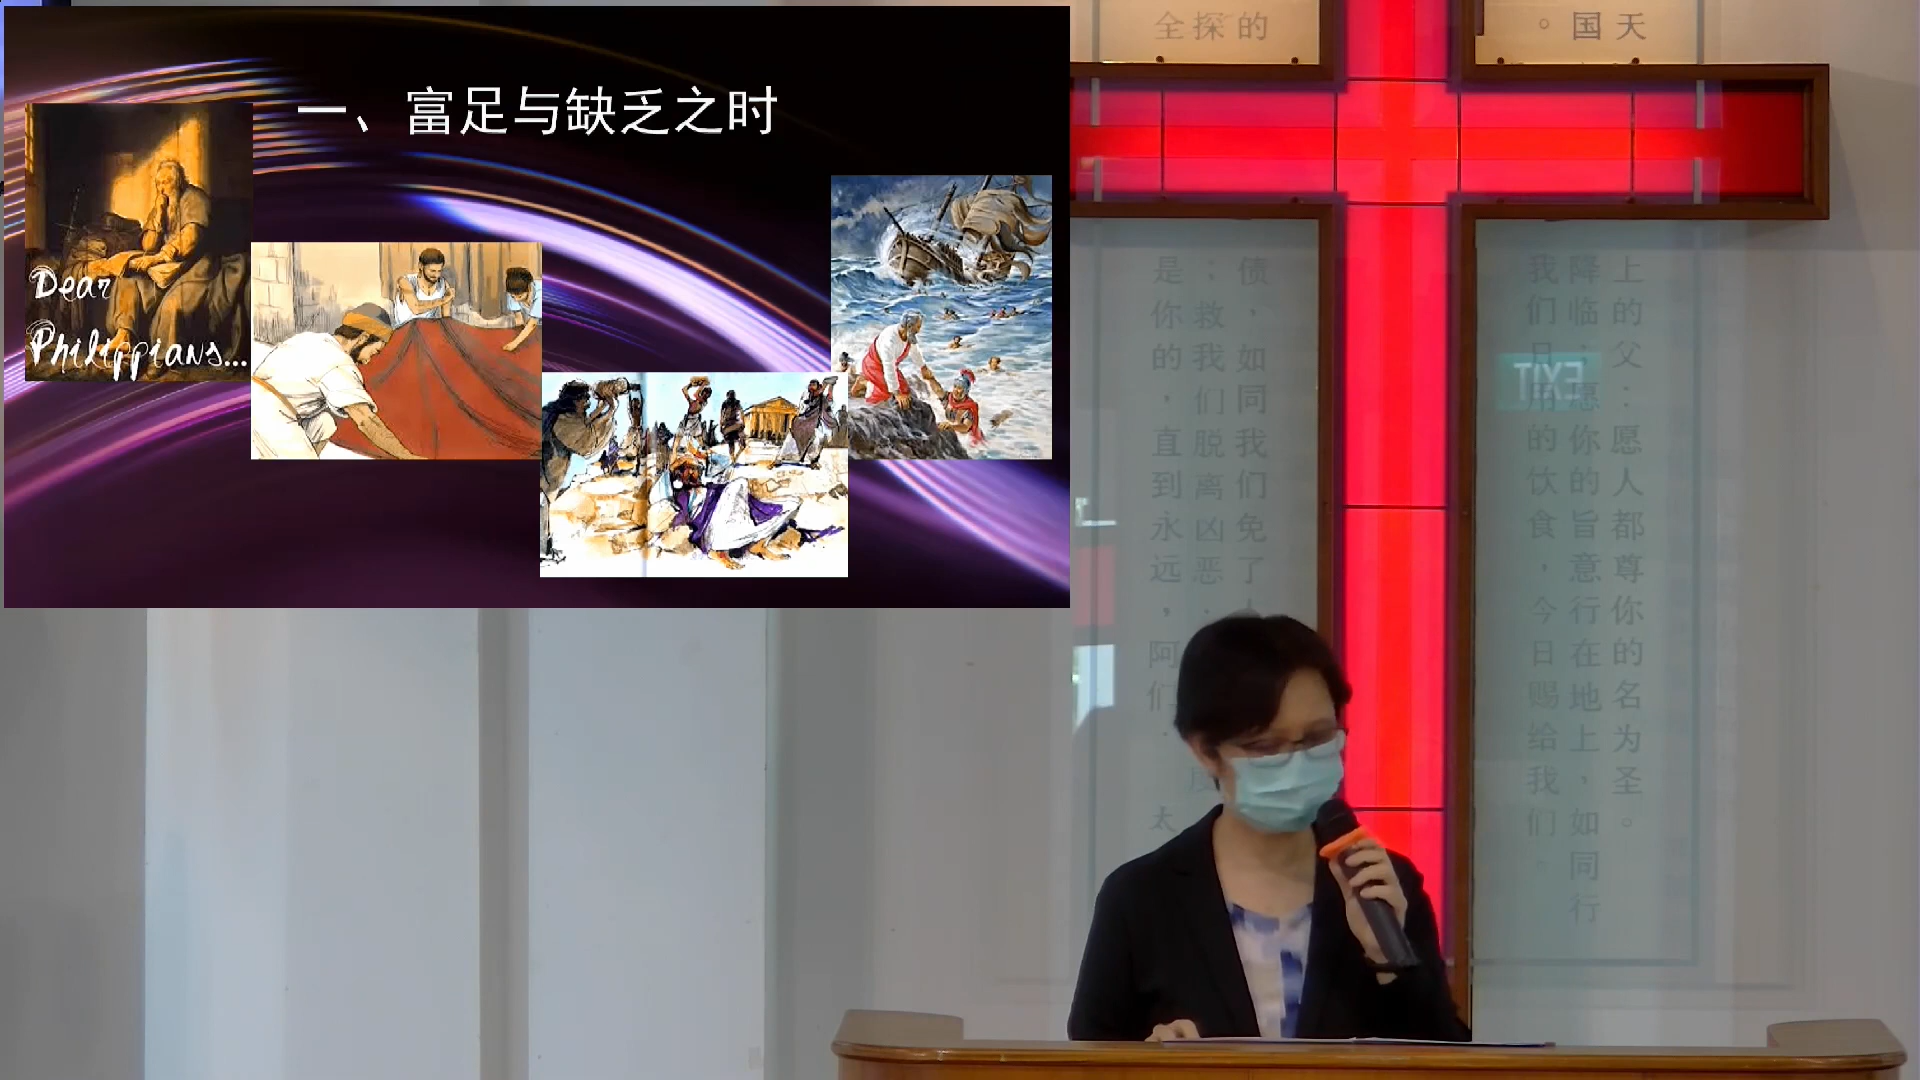 一、富足与缺乏之时
Dear
Philippians...
天上的父：愿人都尊你的名为圣。
国降临；愿你的旨意行在地上，如同行
。我们日用的饮食，今日赐给我们。
的债，如同我们免了
探；救我们脱离凶恶
全是你的，直到永远，阿们
太
EXIT